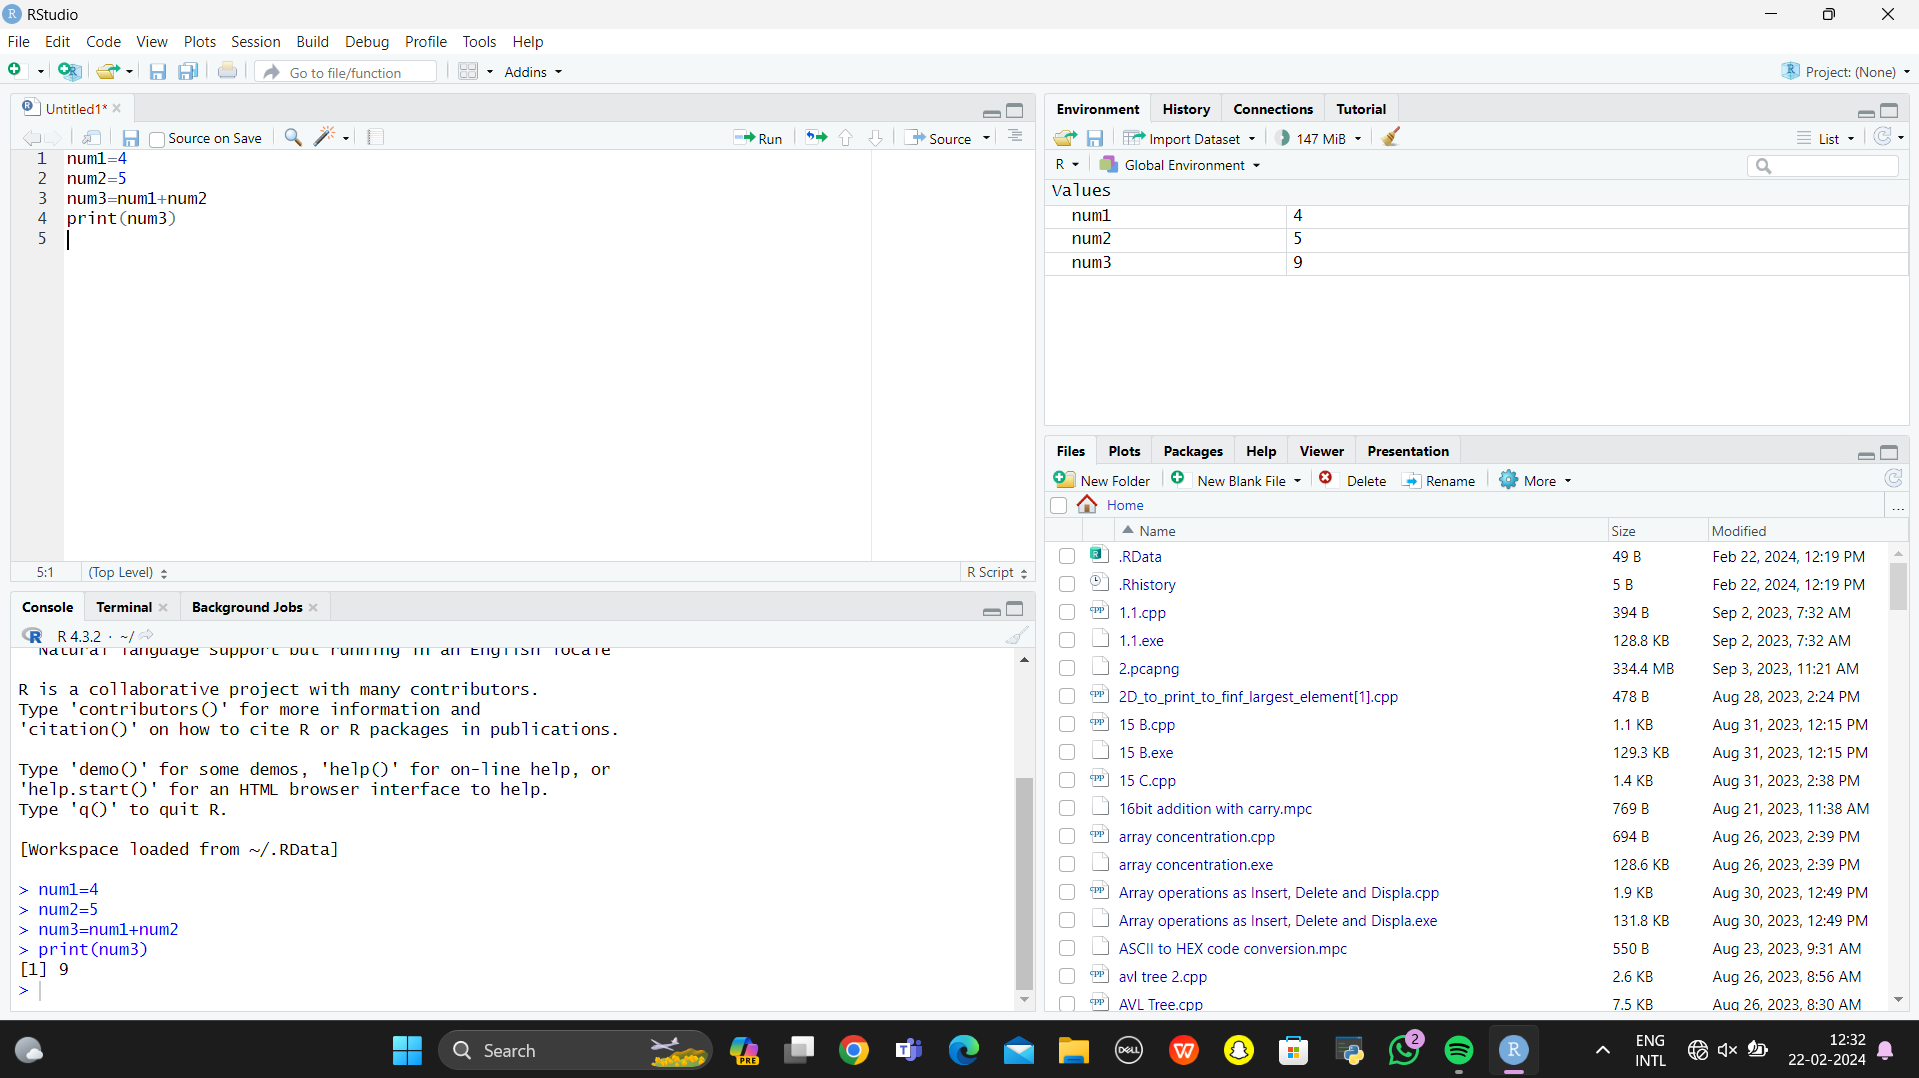 RStudio
File Edit Code View Plots Session Build Debug Profile Tools Help
Go to file/function Addins Project: (None)
Untitled1*
Source on Save Run Source
1 num1=4
2 num2=5
3 num3=num1+num2
4 print(num3)
5
5:1 (Top Level) R Script
Console Terminal Background Jobs
R 4.3.2 · ~/
Natural language support but running in an English locale
R is a collaborative project with many contributors.
Type 'contributors()' for more information and
'citation()' on how to cite R or R packages in publications.
Type 'demo()' for some demos, 'help()' for on-line help, or
'help.start()' for an HTML browser interface to help.
Type 'q()' to quit R.
[Workspace loaded from ~/.RData]
> num1=4
> num2=5
> num3=num1+num2
> print(num3)
[1] 9
>
Environment History Connections Tutorial
Import Dataset 147 MiB List
R Global Environment
Values
num1 4
num2 5
num3 9
Files Plots Packages Help Viewer Presentation
New Folder New Blank File Delete Rename More
Home ...
Name Size Modified
.RData 49 B Feb 22, 2024, 12:19 PM
.Rhistory 5 B Feb 22, 2024, 12:19 PM
1.1.cpp 394 B Sep 2, 2023, 7:32 AM
1.1.exe 128.8 KB Sep 2, 2023, 7:32 AM
2.pcapng 334.4 MB Sep 3, 2023, 11:21 AM
2D_to_print_to_finf_largest_element[1].cpp 478 B Aug 28, 2023, 2:24 PM
15 B.cpp 1.1 KB Aug 31, 2023, 12:15 PM
15 B.exe 129.3 KB Aug 31, 2023, 12:15 PM
15 C.cpp 1.4 KB Aug 31, 2023, 2:38 PM
16bit addition with carry.mpc 769 B Aug 21, 2023, 11:38 AM
array concentration.cpp 694 B Aug 26, 2023, 2:39 PM
array concentration.exe 128.6 KB Aug 26, 2023, 2:39 PM
Array operations as Insert, Delete and Displa.cpp 1.9 KB Aug 30, 2023, 12:49 PM
Array operations as Insert, Delete and Displa.exe 131.8 KB Aug 30, 2023, 12:49 PM
ASCII to HEX code conversion.mpc 550 B Aug 23, 2023, 9:31 AM
avl tree 2.cpp 2.6 KB Aug 26, 2023, 8:56 AM
AVL Tree.cpp 7.5 KB Aug 26, 2023, 8:30 AM
Search PRE DELL W 2 R
ENG
INTL
12:32
22-02-2024